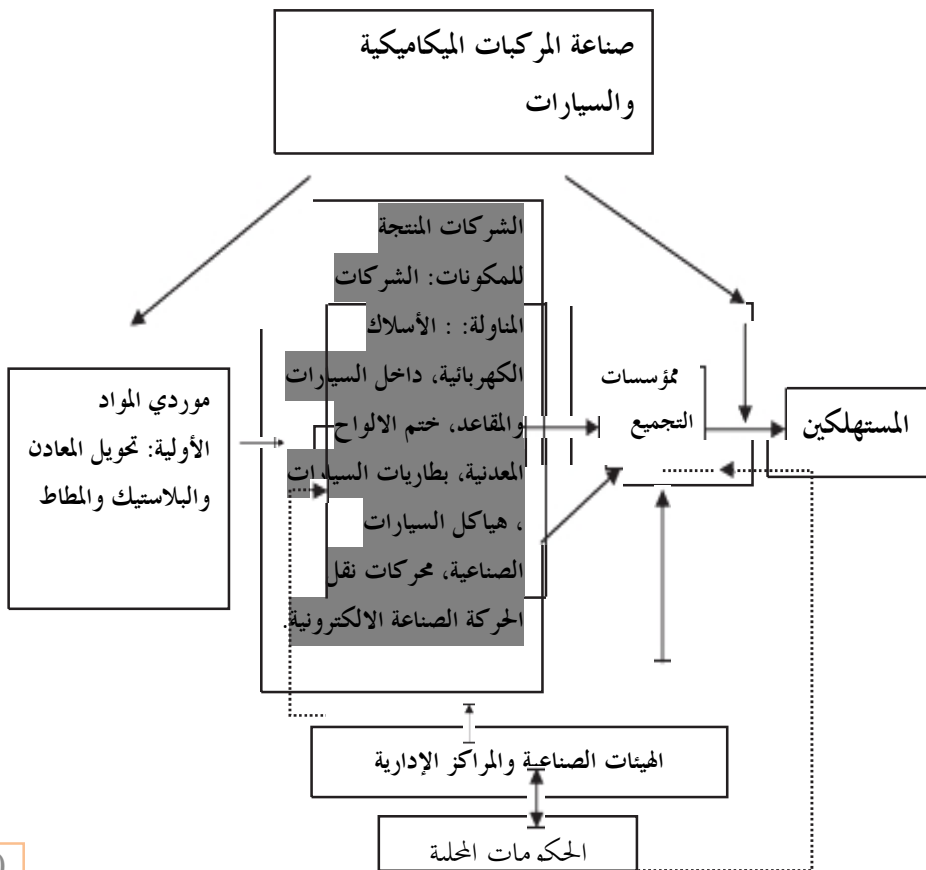 صناعة المركبات الميكاميكية
والسيارات
الشركات المنتجة
للمكونات: الشركات
المناولة: : الأسلاك
الكهربائية، داخل السيارات
والمقاعد، ختم الالواح
المعدنية، بطاريات السيارات
، هياكل السيارات
الصناعية، محركات نقل
الحركة الصناعة الالكترونية.
موردي المواد
الأولية: تحويل المعادن
والبلاستيك والمطاط
ممؤسسات
التجميع
المستهلكين
الهيئات الصناعية والمراكز الإدارية
الحكومات المحلية